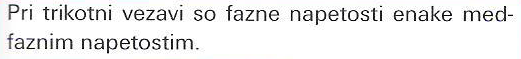 Pri trikotni vezavi so fazne napetosti enake med-
faznim napetostim.